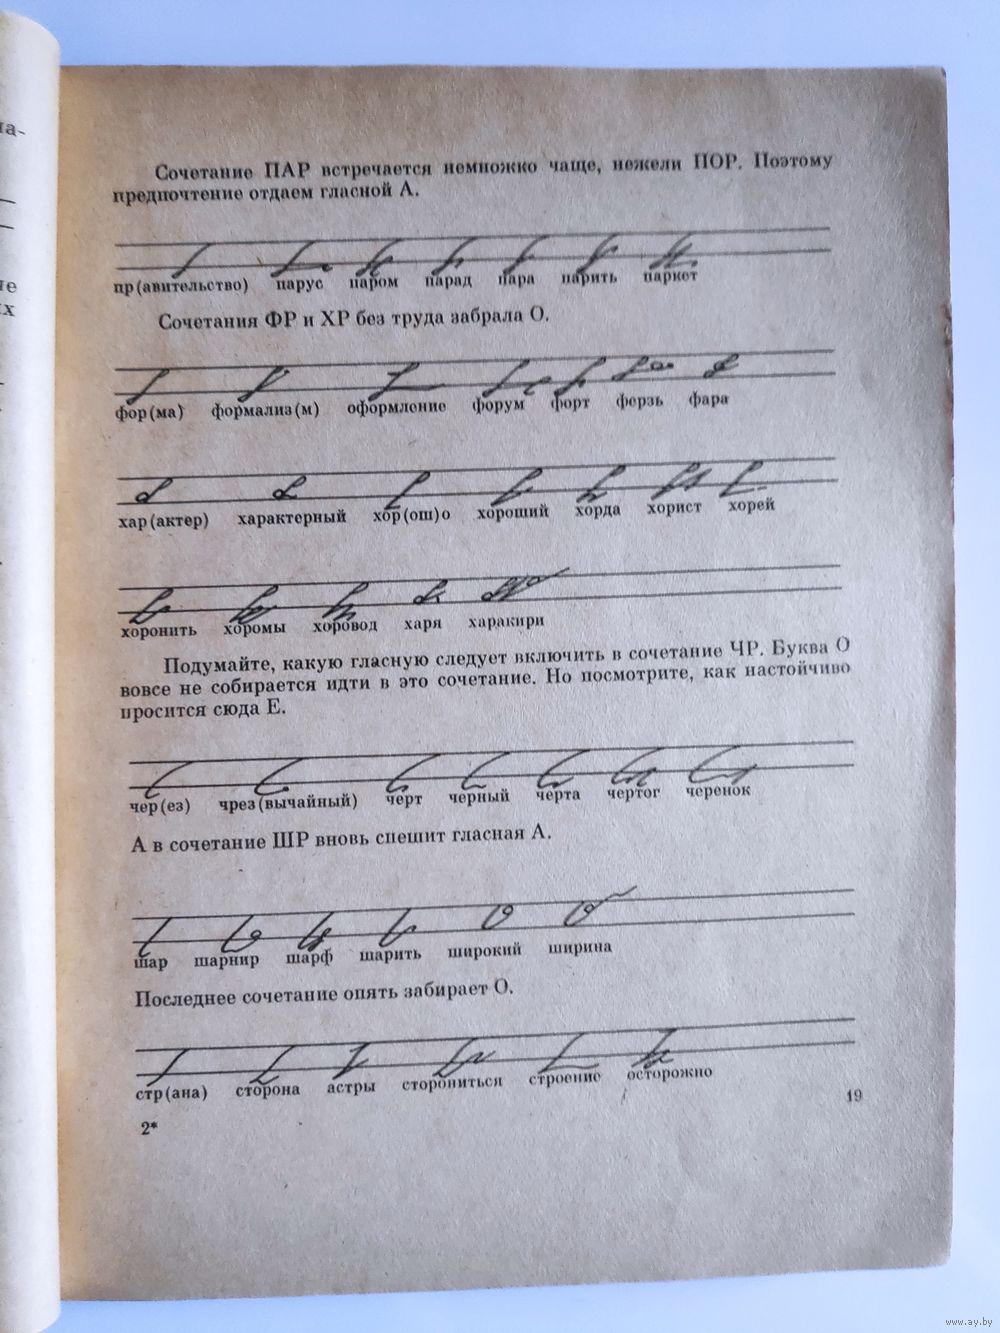 Сочетание ПАР встречается немножко чаще, нежели ПОР. Поэтому
предпочтение отдаем гласной А.
пр(авительство) парус паром парад пара парить паркет
Сочетания ФР и ХР без труда забрала О.
фор(ма) формализ(м) оформление форум форт ферзь фара
хар(актер) характерный хор(ош)о хороший хорда хорист хорей
хоронить хоромы хоровод харя харакири
Подумайте, какую гласную следует включить в сочетание ЧР. Буква О
вовсе не собирается идти в это сочетание. Но посмотрите, как настойчиво
просится сюда Е.
чер(ез) чрез(вычайный) черт черный черта чертог черенок
А в сочетание ШР вновь спешит гласная А.
шар шарнир шарф шарить широкий ширина
Последнее сочетание опять забирает О.
стр(ана) сторона астры сторониться строение осторожно
19
2*
www.ay.by